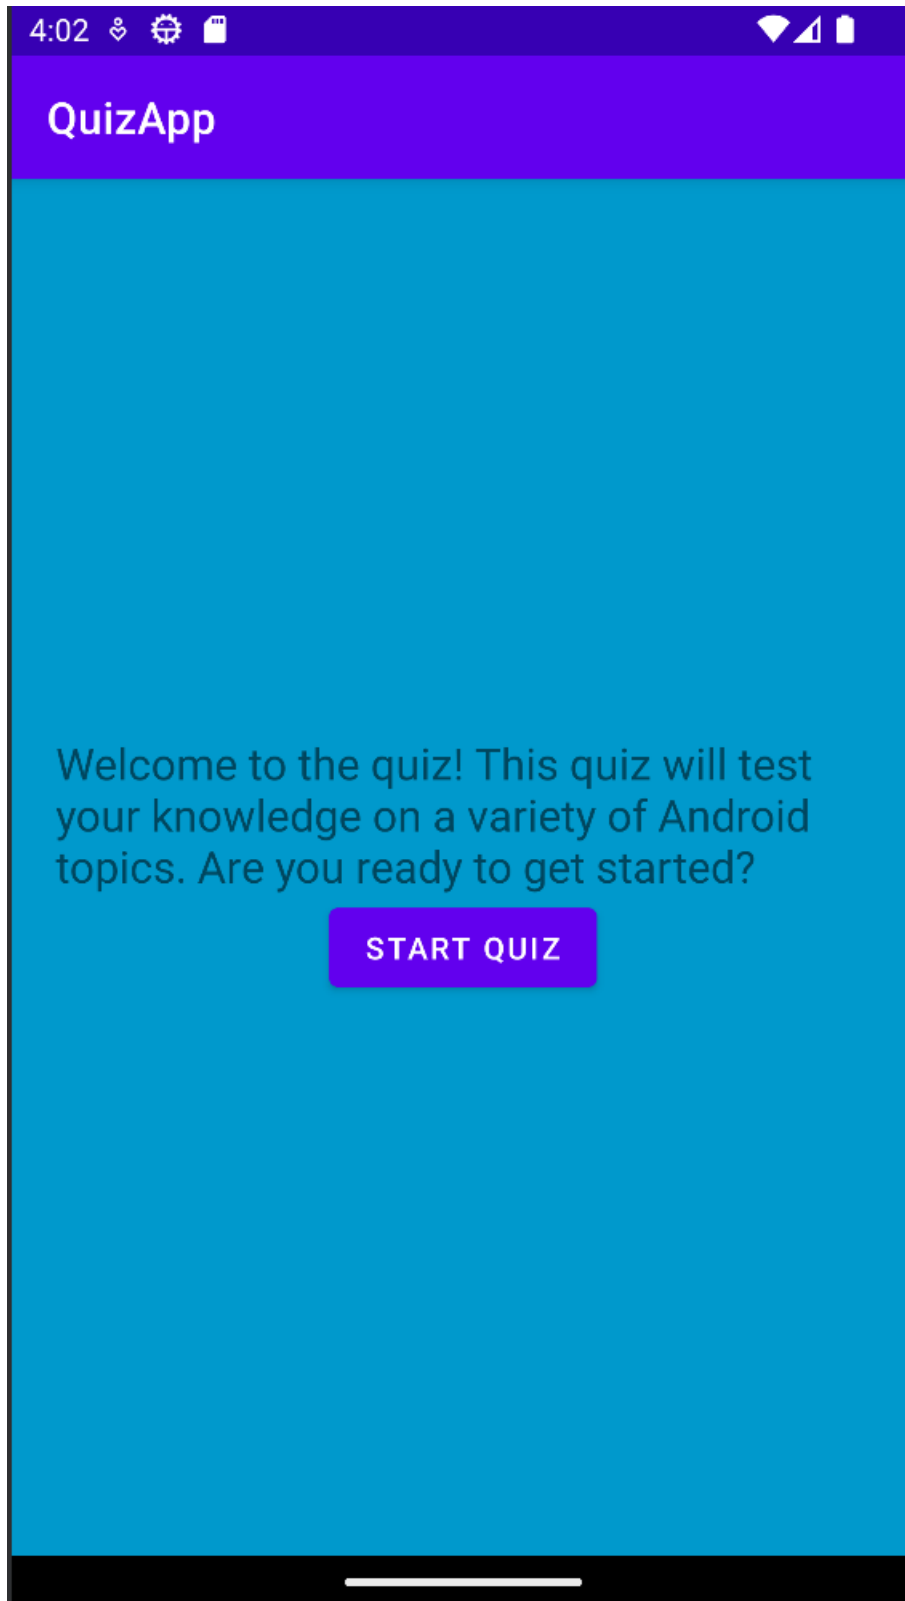 4:02
QuizApp
Welcome to the quiz! This quiz will test
your knowledge on a variety of Android
topics. Are you ready to get started?
START QUIZ